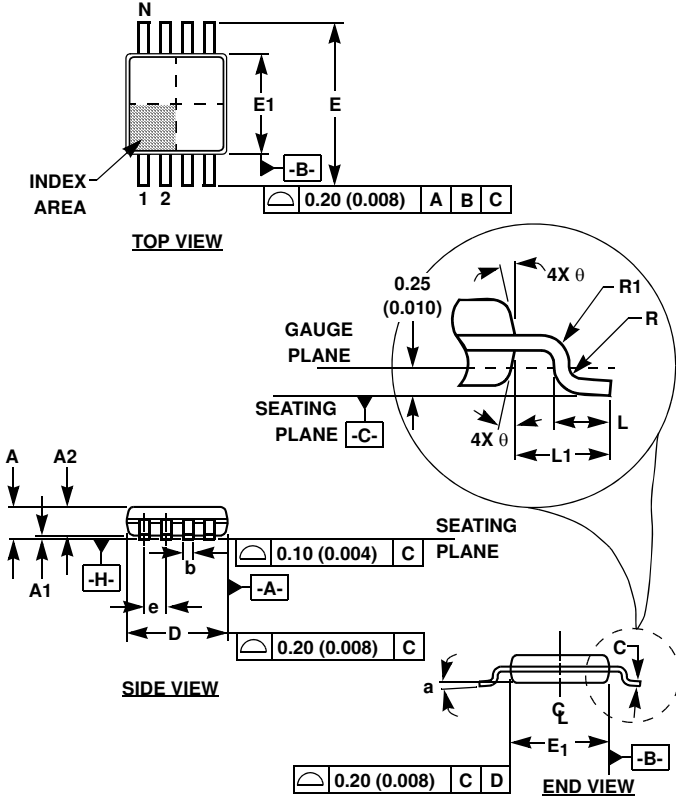 N
E1
E
-B-
INDEX
AREA
1 2
0.20 (0.008) A B C
TOP VIEW
0.25
(0.010)
4X θ
R1
R
GAUGE
PLANE
SEATING
PLANE -C-
4X θ
L
L1
A A2
SEATING
PLANE
A1
-H-
b
0.10 (0.004) C
-A-
e
D
0.20 (0.008) C
SIDE VIEW
C
a
CL
E1
-B-
0.20 (0.008) C D
END VIEW